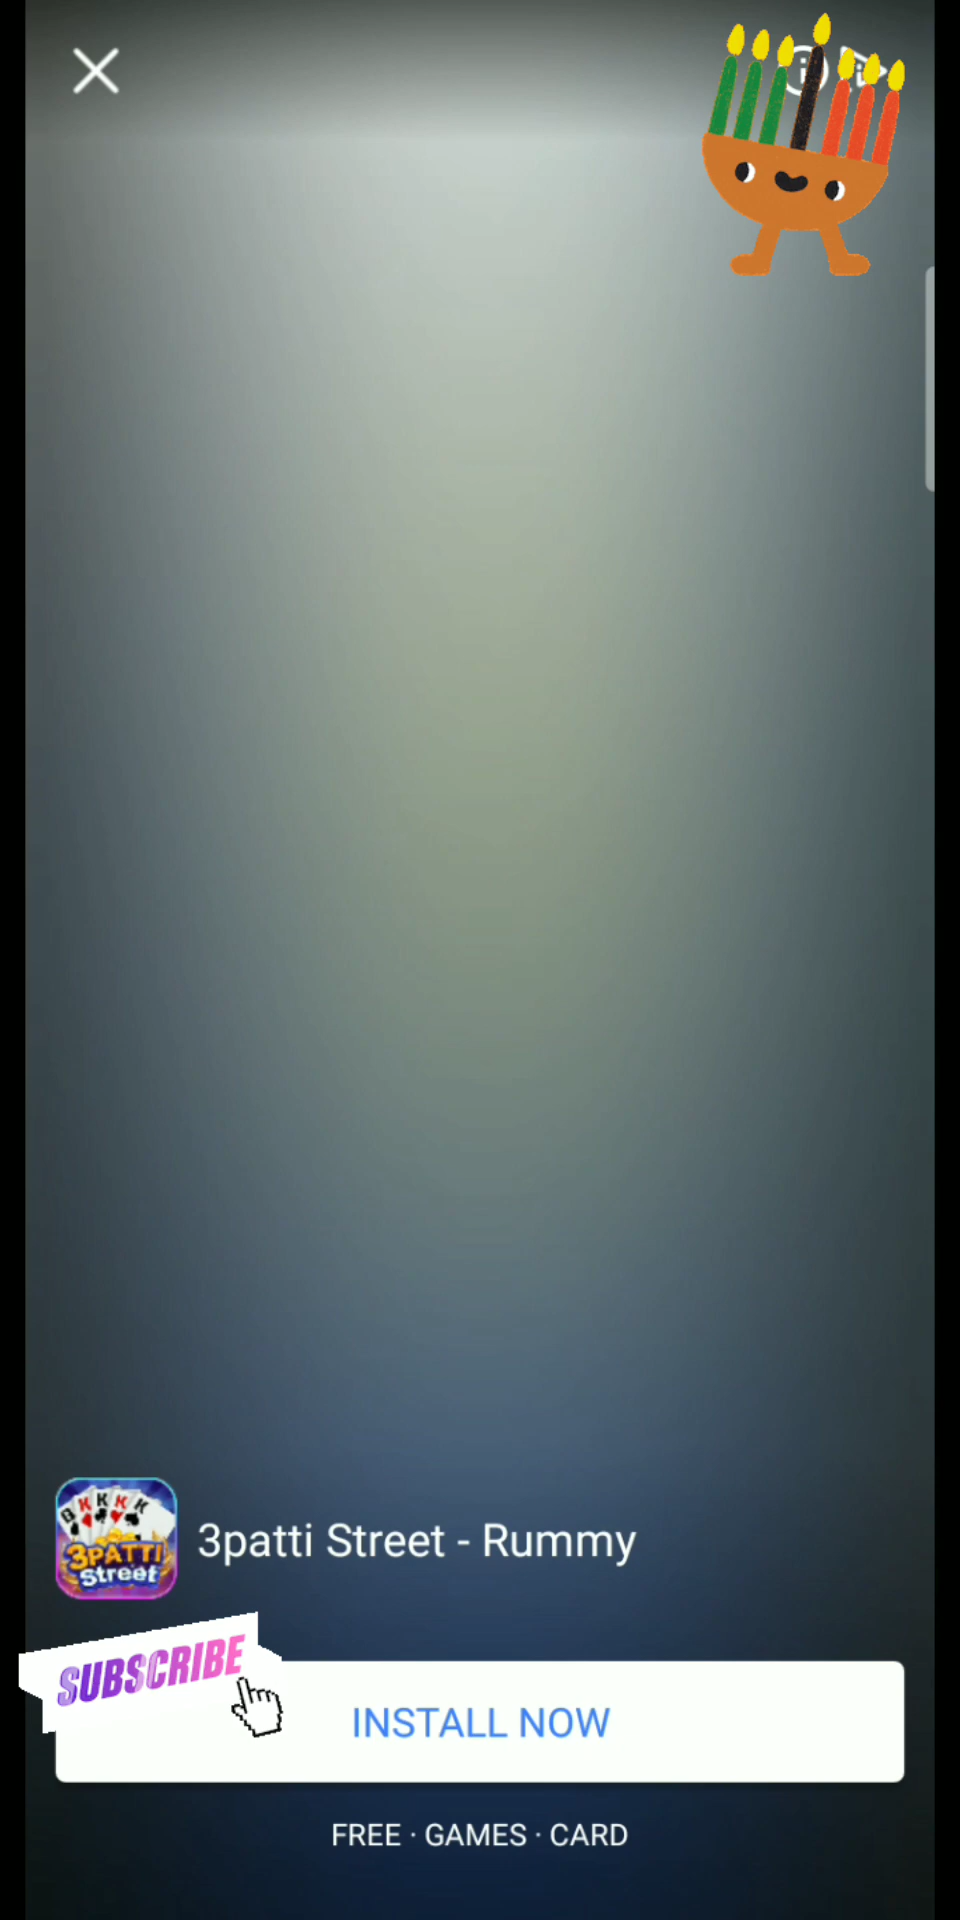 K K K K
3PATTI
Street
3patti Street - Rummy
SUBSCRIBE
INSTALL NOW
FREE · GAMES · CARD